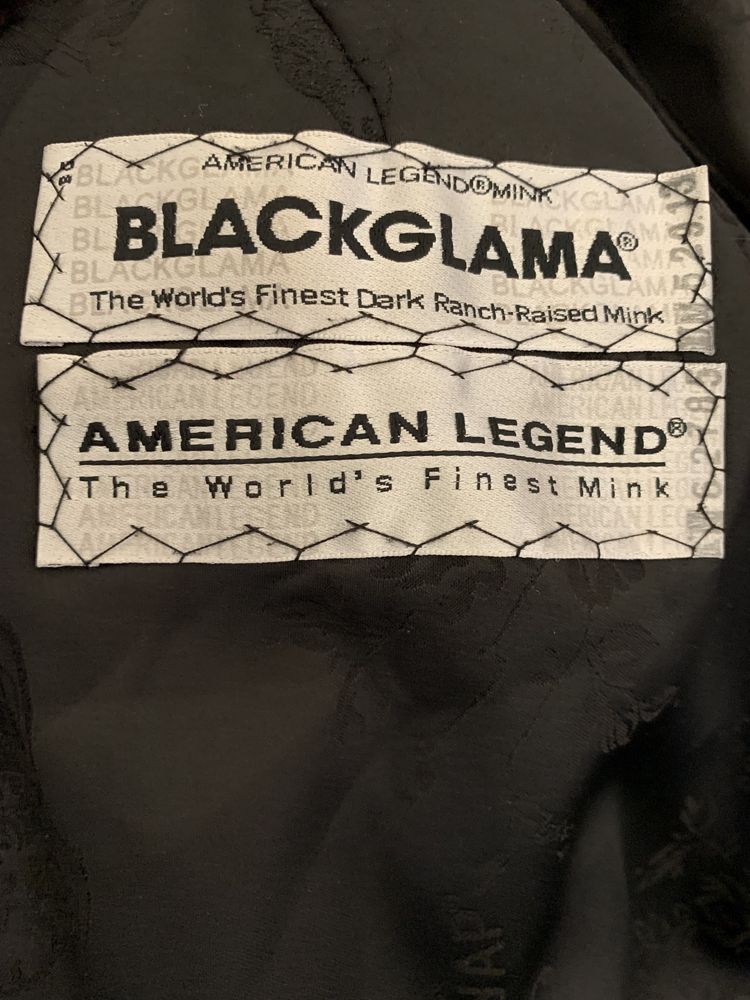 AMERICAN LEGEND®MINK
BLACKGLAMA®
The World's Finest Dark Ranch-Raised Mink
AMERICAN LEGEND®
The World's Finest Mink